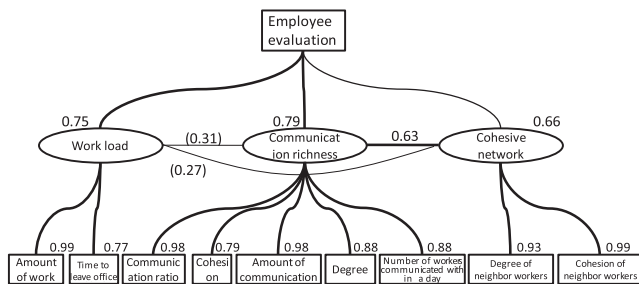 Employee
evaluation
0.75
0.79
0.66
Work load
(0.31)
Communicat
ion richness
0.63
Cohesive
network
(0.27)
0.99
0.77
0.98
0.79
0.98
0.88
0.88
0.93
0.99
Amount
of work
Time to
leave office
Communic
ation ratio
Cohesi
on
Amount of
communication
Degree
Number of workers
communicated with
in a day
Degree of
neighbor workers
Cohesion of
neighbor workers